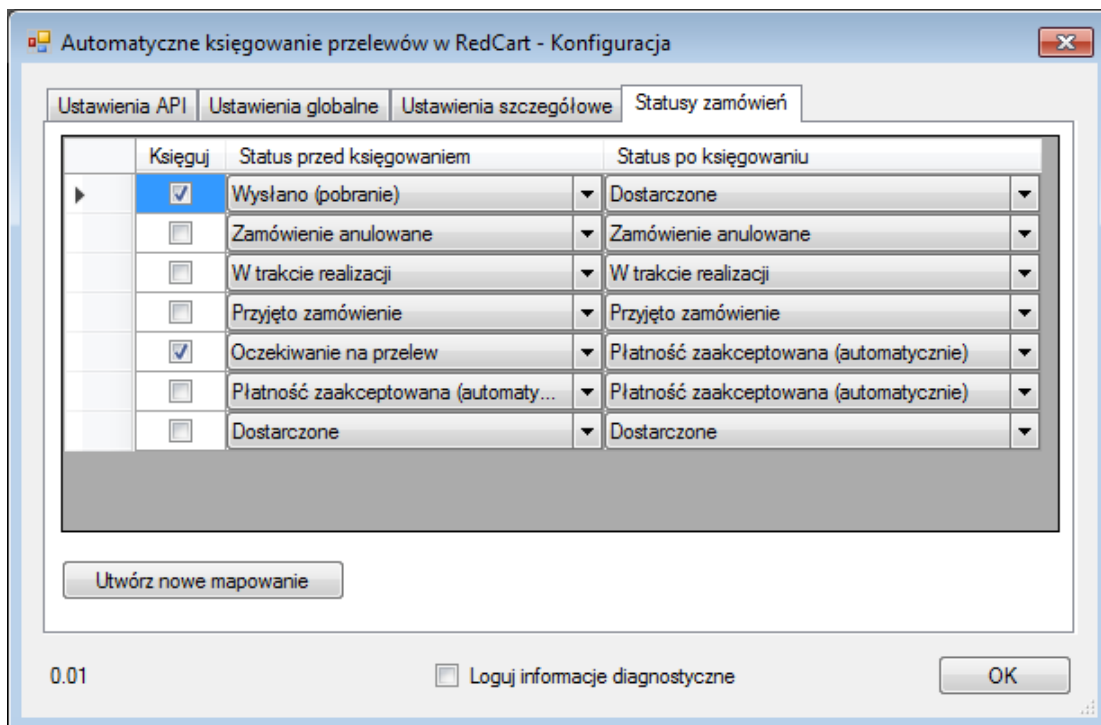 Automatyczne księgowanie przelewów w RedCart - Konfiguracja
Ustawienia API Ustawienia globalne Ustawienia szczegółowe Statusy zamówień
Księguj Status przed księgowaniem Status po księgowaniu
Wysłano (pobranie) Dostarczone
Zamówienie anulowane Zamówienie anulowane
W trakcie realizacji W trakcie realizacji
Przyjęto zamówienie Przyjęto zamówienie
Oczekiwanie na przelew Płatność zaakceptowana (automatycznie)
Płatność zaakceptowana (automaty... Płatność zaakceptowana (automatycznie)
Dostarczone Dostarczone
Utwórz nowe mapowanie
0.01 Loguj informacje diagnostyczne OK